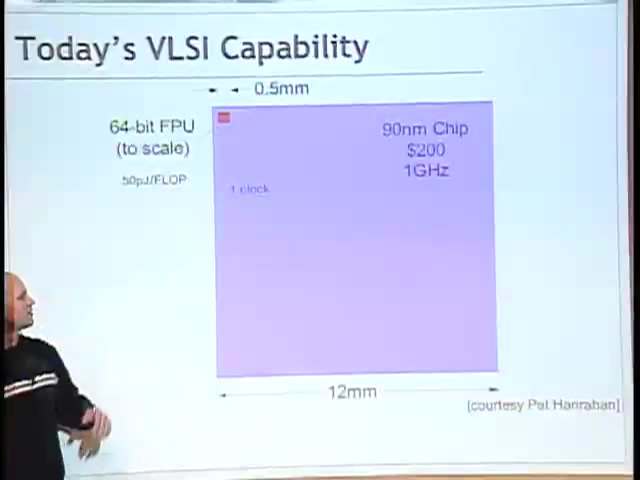 Today's VLSI Capability
0.5mm
64-bit FPU
(to scale)
50pJ/FLOP
90nm Chip
$200
1GHz
1 clock
12mm
[courtesy Pat Hanrahan]